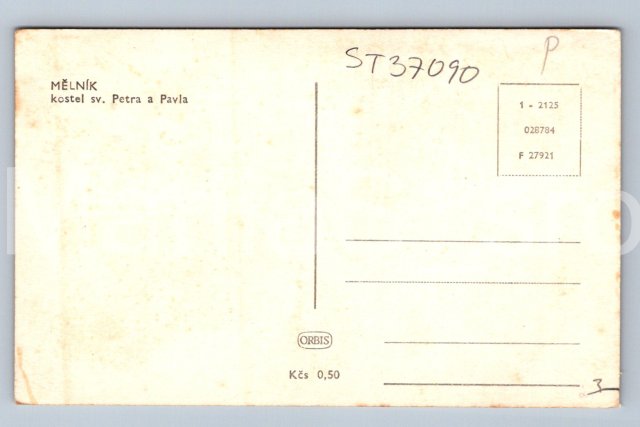 MĚLNÍK
kostel sv. Petra a Pavla
ST37090
P
1 - 2125
028784
F 27921
ORBIS
Kčs 0,50
3